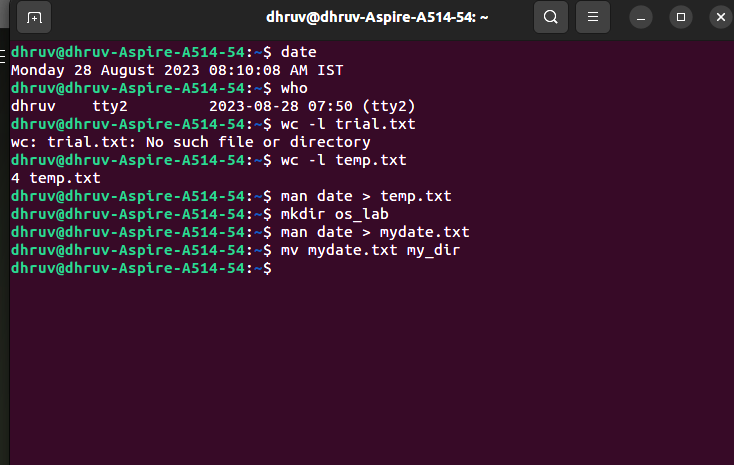 dhruv@dhruv-Aspire-A514-54: ~
dhruv@dhruv-Aspire-A514-54:~$ date
Monday 28 August 2023 08:10:08 AM IST
dhruv@dhruv-Aspire-A514-54:~$ who
dhruv    tty2         2023-08-28 07:50 (tty2)
dhruv@dhruv-Aspire-A514-54:~$ wc -l trial.txt
wc: trial.txt: No such file or directory
dhruv@dhruv-Aspire-A514-54:~$ wc -l temp.txt
4 temp.txt
dhruv@dhruv-Aspire-A514-54:~$ man date > temp.txt
dhruv@dhruv-Aspire-A514-54:~$ mkdir os_lab
dhruv@dhruv-Aspire-A514-54:~$ man date > mydate.txt
dhruv@dhruv-Aspire-A514-54:~$ mv mydate.txt my_dir
dhruv@dhruv-Aspire-A514-54:~$